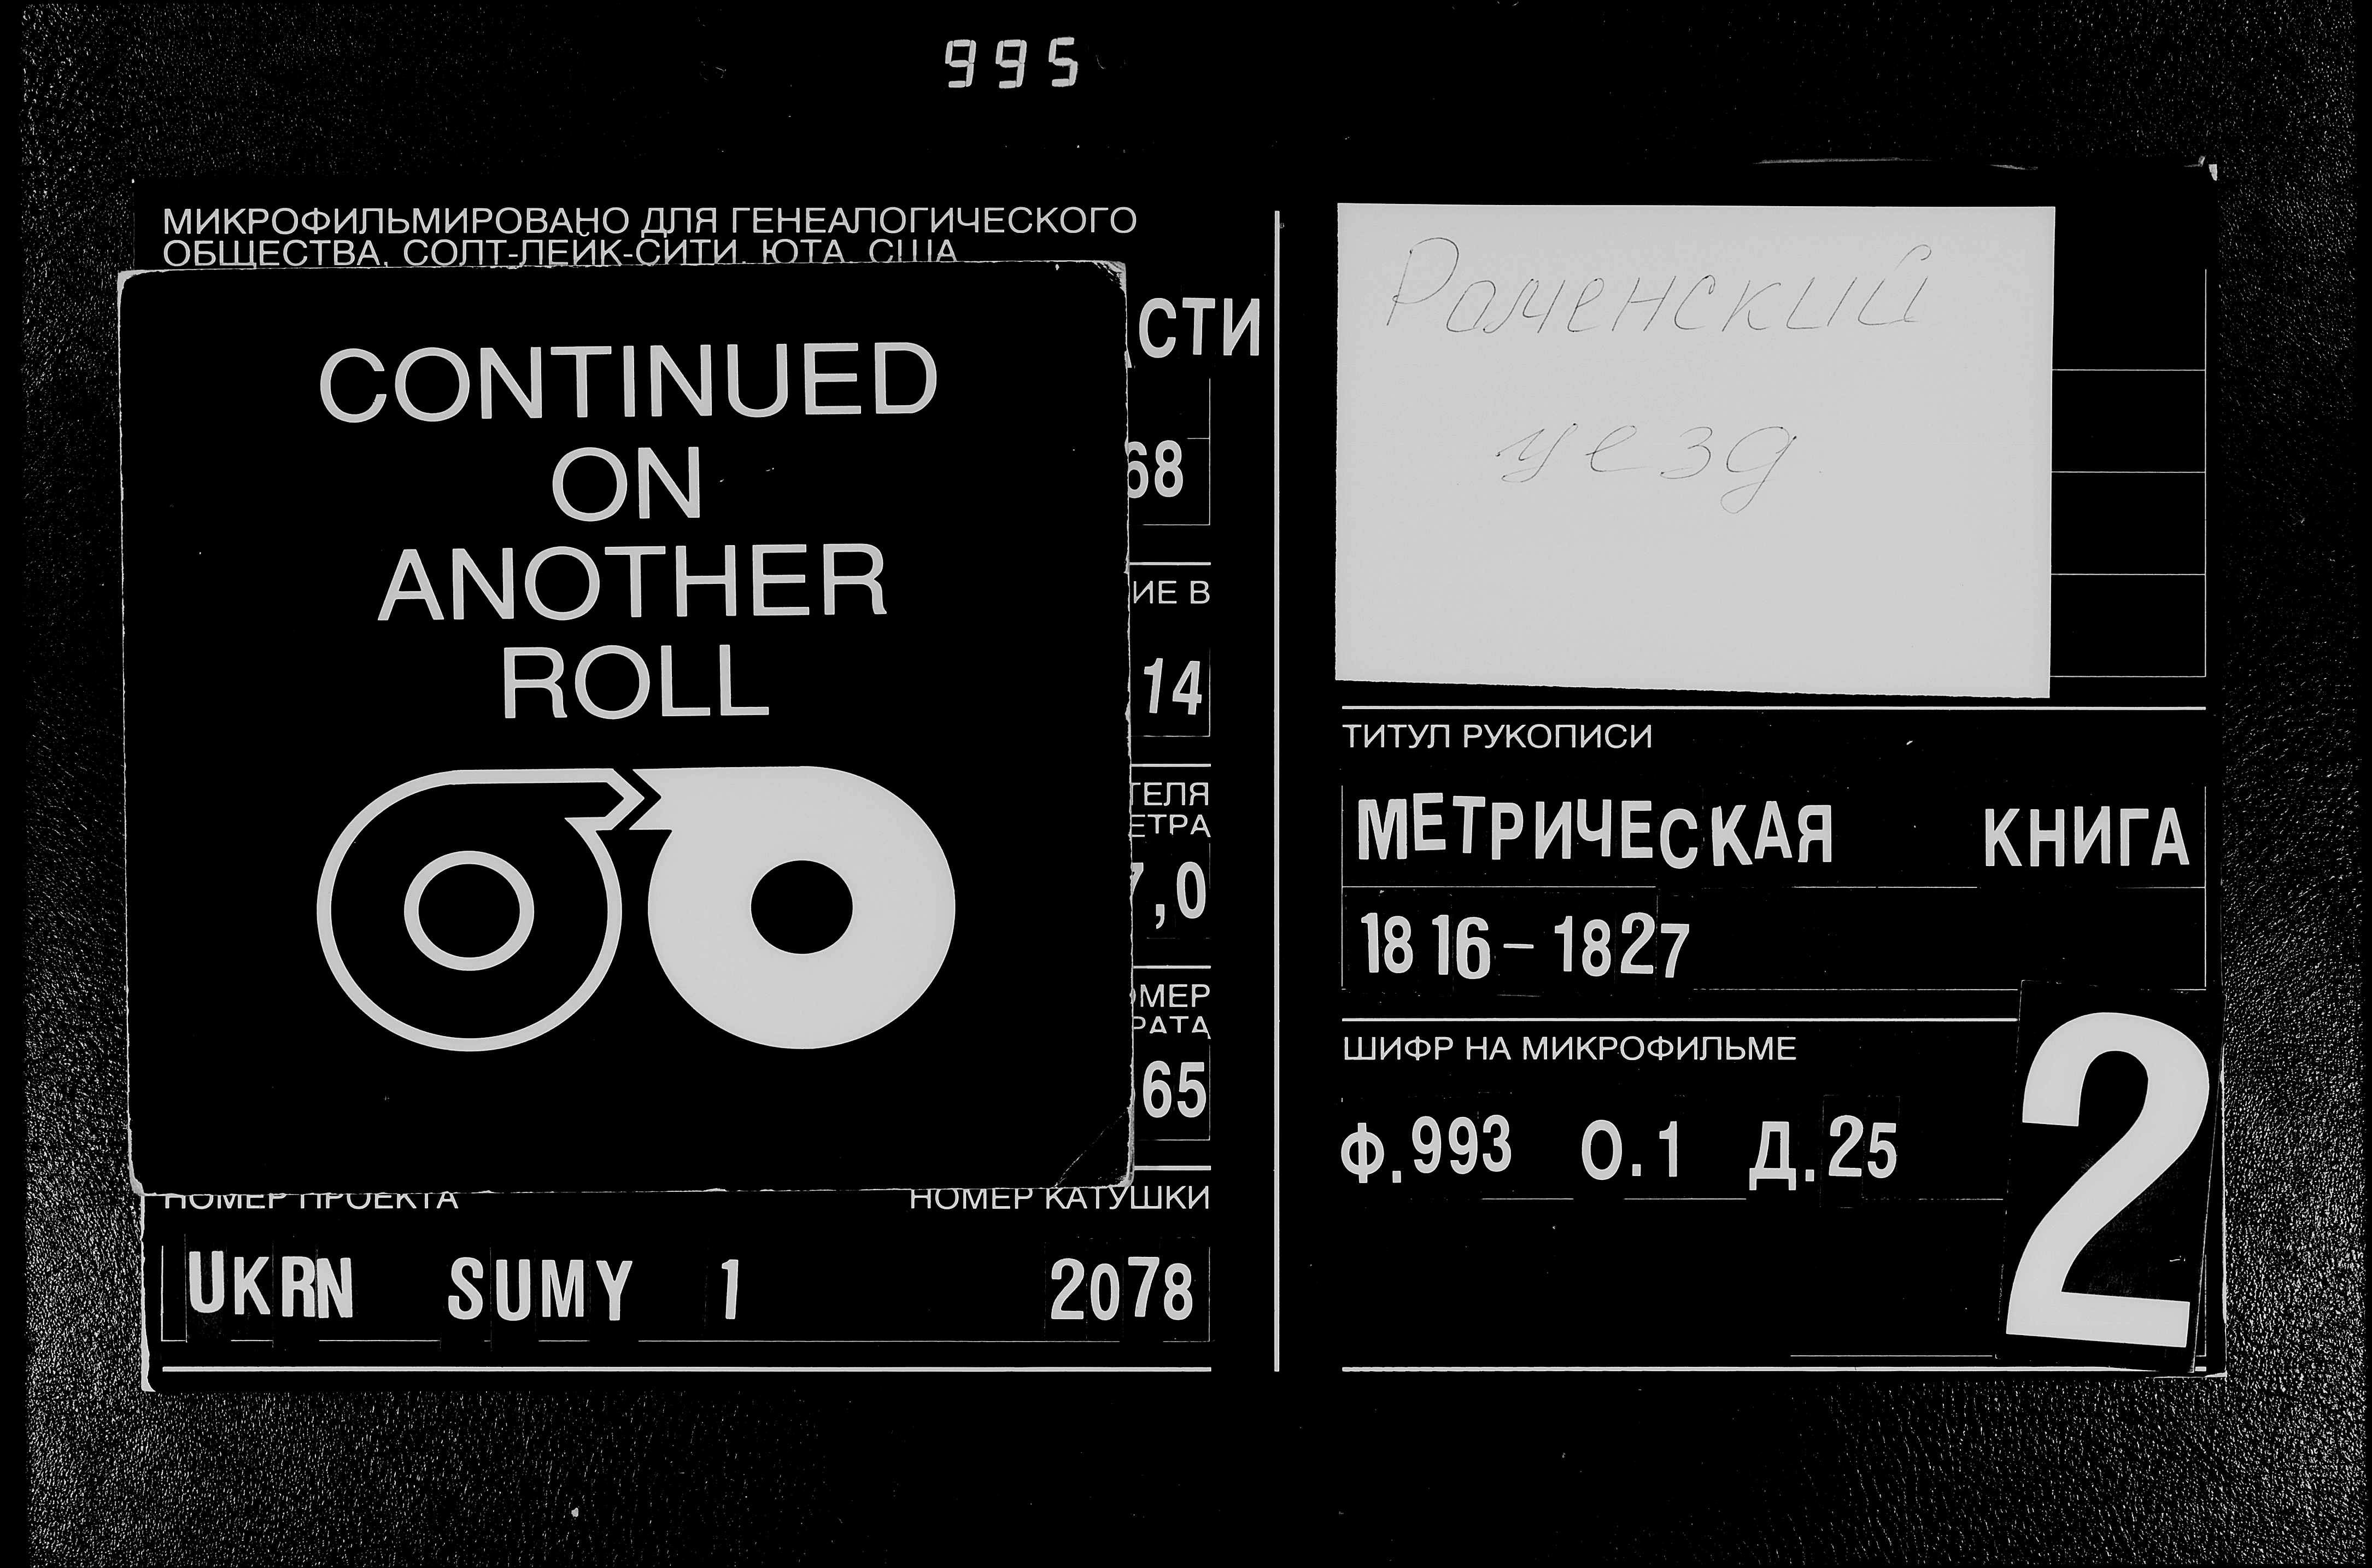 995
МИКРОФИЛЬМИРОВАНО ДЛЯ ГЕНЕАЛОГИЧЕСКОГО
ОБЩЕСТВА, СОЛТ-ЛЕЙК-СИТИ, ЮТА, США
CONTINUED
ON
ANOTHER
ROLL
СТИ
68
ИЕ В
14
ТЕЛЯ
ЕТРА
7,0
МЕР
РАТА
65
НОМЕР ПРОЕКТА НОМЕР КАТУШКИ
UKRN SUMY 1 2078
Роменский
уезд
ТИТУЛ РУКОПИСИ
МЕТРИЧЕСКАЯ КНИГА
1816-1827
ШИФР НА МИКРОФИЛЬМЕ
Ф.993 О.1 Д.25
2